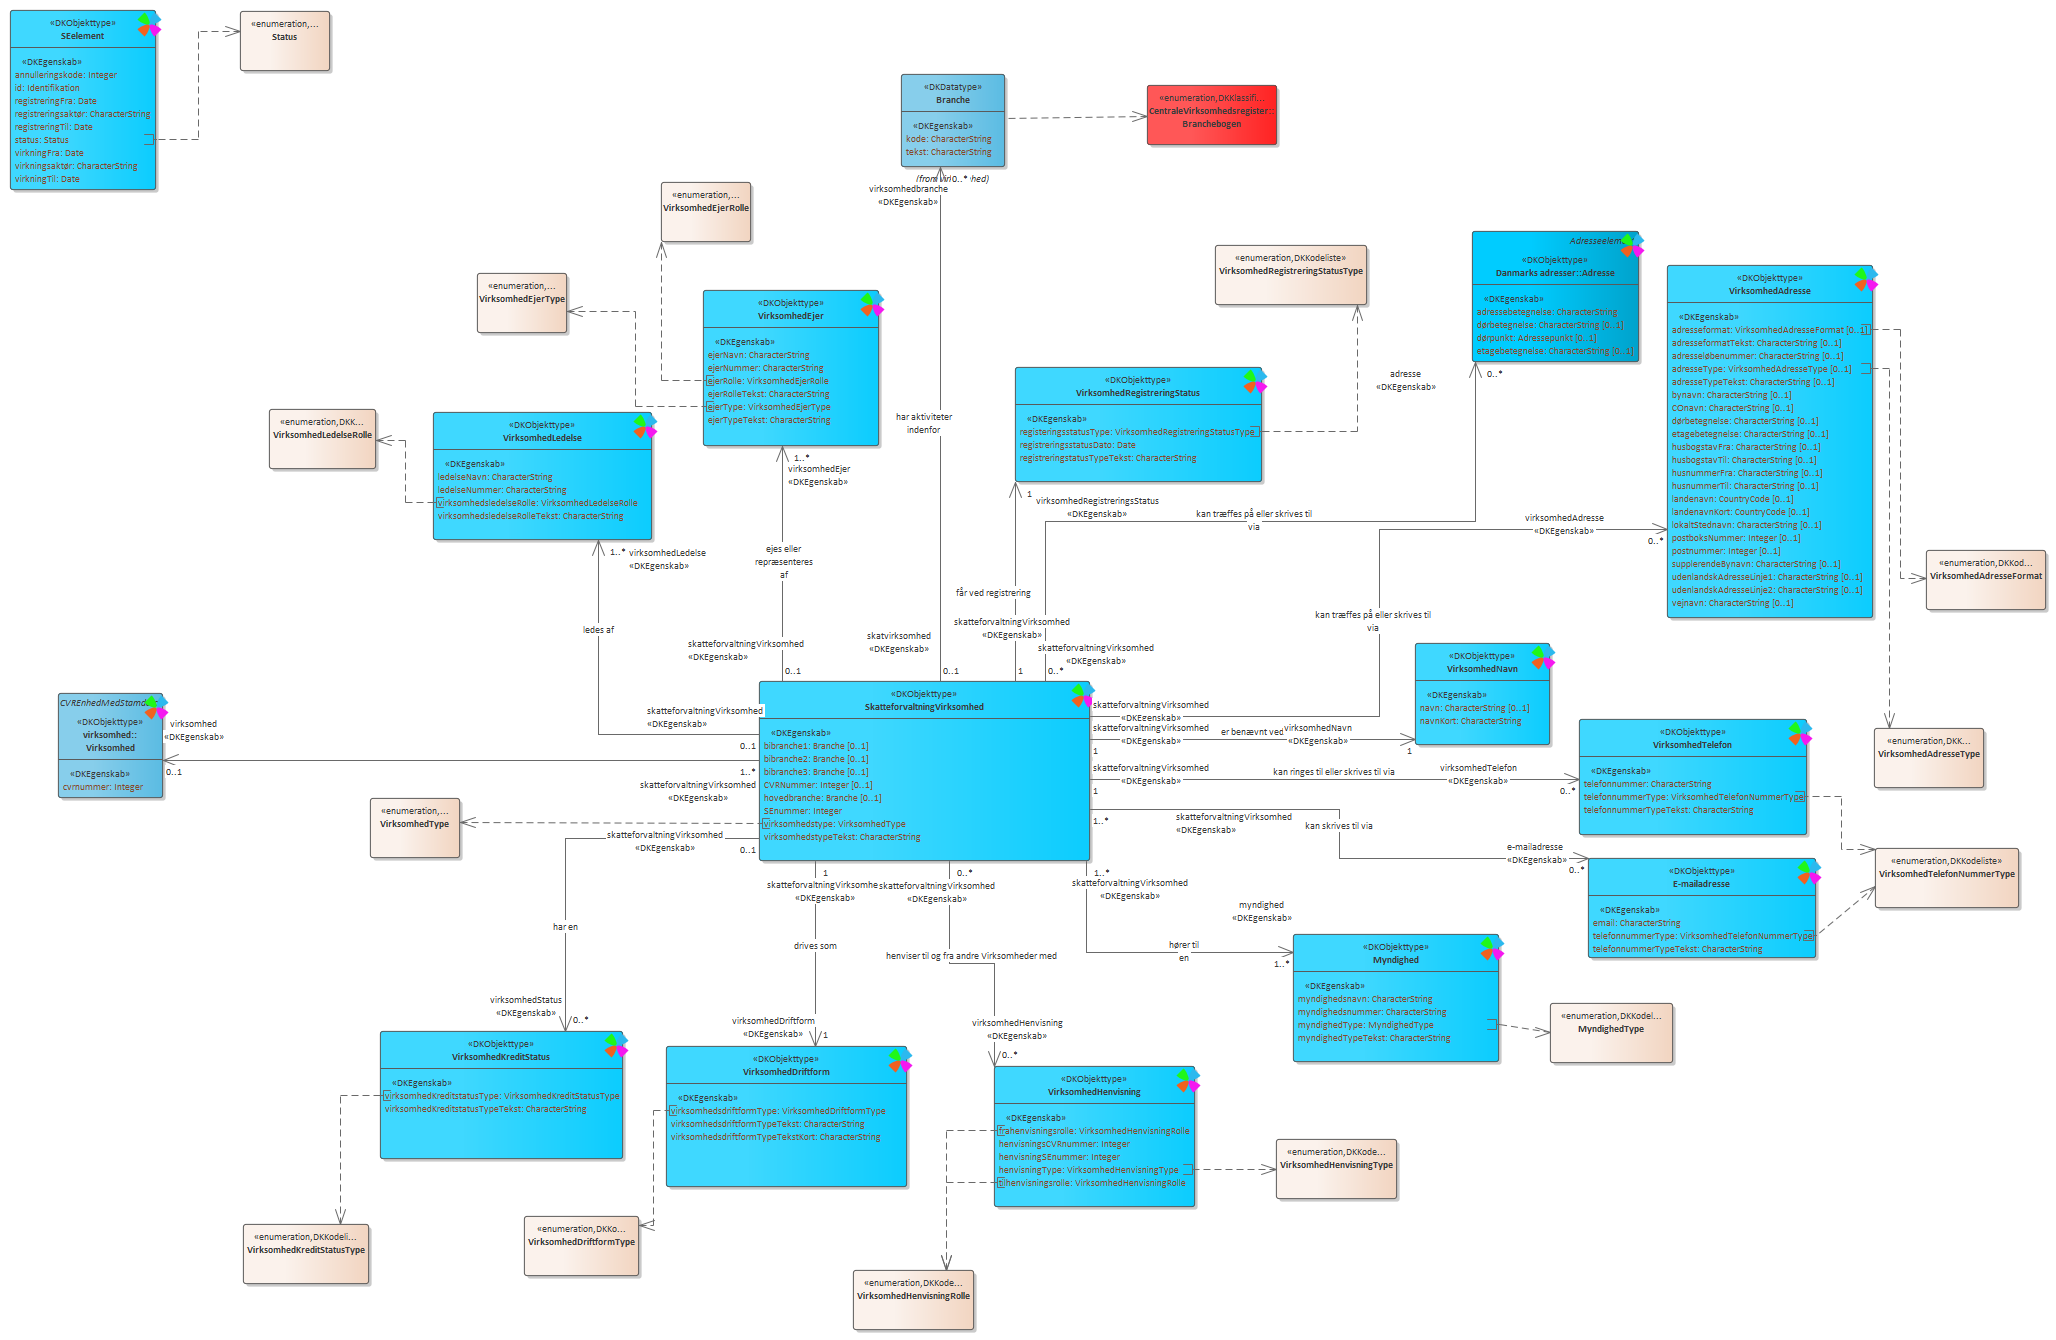 «DKObjekttype»
SEelement
«DKEgenskab»
annulleringskode: Integer
id: Identifikation
registreringFra: Date
registreringsaktør: CharacterString
registreringTil: Date
status: Status
virkningFra: Date
virkningsaktør: CharacterString
virkningTil: Date
«enumeration,...
Status
«DKDatatype»
Branche
«DKEgenskab»
kode: CharacterString
tekst: CharacterString
0..*
virksomhedbranche
«DKEgenskab»
«enumeration,DKKlassifi...
CentraleVirksomhedsregister::
Branchebogen
«enumeration,...
VirksomhedEjerRolle
«enumeration,...
VirksomhedEjerType
«DKObjekttype»
VirksomhedEjer
«DKEgenskab»
ejerNavn: CharacterString
ejerNummer: CharacterString
ejerRolle: VirksomhedEjerRolle
ejerRolleTekst: CharacterString
ejerType: VirksomhedEjerType
ejerTypeTekst: CharacterString
1..*
virksomhedEjer
«DKEgenskab»
«enumeration,DKK...
VirksomhedLedelseRolle
«DKObjekttype»
VirksomhedLedelse
«DKEgenskab»
ledelseNavn: CharacterString
ledelseNummer: CharacterString
virksomhedsledelseRolle: VirksomhedLedelseRolle
virksomhedsledelseRolleTekst: CharacterString
1..* virksomhedLedelse
«DKEgenskab»
ejes eller
repræsenteres
af
har aktiviteter
indenfor
ledes af
«enumeration,DKKodeliste»
VirksomhedRegistreringStatusType
«DKObjekttype»
VirksomhedRegistreringStatus
«DKEgenskab»
registeringsstatusType: VirksomhedRegistreringStatusType
registreringsstatusDato: Date
registreringstatusTypeTekst: CharacterString
1
virksomhedRegistreringsStatus
«DKEgenskab»
får ved registrering
Adresseelem
«DKObjekttype»
Danmarks adresser::Adresse
«DKEgenskab»
adressebetegnelse: CharacterString
dørbetegnelse: CharacterString [0..1]
dørpunkt: Adressepunkt [0..1]
etagebetegnelse: CharacterString [0..1]
adresse
«DKEgenskab»
0..*
kan træffes på eller skrives til
via
«DKObjekttype»
VirksomhedAdresse
«DKEgenskab»
adresseformat: VirksomhedAdresseFormat [0..1]
adresseformatTekst: CharacterString [0..1]
adresseløbenummer: CharacterString [0..1]
adresseType: VirksomhedAdresseType [0..1]
adresseTypeTekst: CharacterString [0..1]
bynavn: CharacterString [0..1]
COnavn: CharacterString [0..1]
dørbetegnelse: CharacterString [0..1]
etagebetegnelse: CharacterString [0..1]
husbogstavFra: CharacterString [0..1]
husbogstavTil: CharacterString [0..1]
husnummerFra: CharacterString [0..1]
husnummerTil: CharacterString [0..1]
landenavn: CountryCode [0..1]
landenavnKort: CountryCode [0..1]
lokaltStednavn: CharacterString [0..1]
postboksNummer: Integer [0..1]
postnummer: Integer [0..1]
supplerendeBynavn: CharacterString [0..1]
udenlandskAdresseLinje1: CharacterString [0..1]
udenlandskAdresseLinje2: CharacterString [0..1]
vejnavn: CharacterString [0..1]
virksomhedAdresse
«DKEgenskab»
0..*
kan træffes på eller skrives til
via
«enumeration,DKKod...
VirksomhedAdresseFormat
«enumeration,DKK...
VirksomhedAdresseType
«DKObjekttype»
VirksomhedNavn
«DKEgenskab»
navn: CharacterString [0..1]
navnKort: CharacterString
skatteforvaltningVirksomhed
«DKEgenskab»
0..1
skatvirksomhed
«DKEgenskab»
0..1
skatteforvaltningVirksomhed
«DKEgenskab»
1
skatteforvaltningVirksomhed
«DKEgenskab»
0..*
CVREnhedMedStamda
«DKObjekttype»
virksomhed::
Virksomhed
«DKEgenskab»
cvrnummer: Integer
virksomhed
«DKEgenskab»
0..1
skatteforvaltningVirksomhed
«DKEgenskab»
0..1
1..*
skatteforvaltningVirksomhed
«DKEgenskab»
«DKObjekttype»
SkatteforvaltningVirksomhed
«DKEgenskab»
bibranche1: Branche [0..1]
bibranche2: Branche [0..1]
bibranche3: Branche [0..1]
CVRNummer: Integer [0..1]
hovedbranche: Branche [0..1]
SEnummer: Integer
virksomhedstype: VirksomhedType
virksomhedstypeTekst: CharacterString
skatteforvaltningVirksomhed
«DKEgenskab»
skatteforvaltningVirksomhed
«DKEgenskab»
1
er benævnt ved
virksomhedNavn
«DKEgenskab»
1
skatteforvaltningVirksomhed
«DKEgenskab»
1
kan ringes til eller skrives til via
virksomhedTelefon
«DKEgenskab»
0..*
«DKObjekttype»
VirksomhedTelefon
«DKEgenskab»
telefonnummer: CharacterString
telefonnummerType: VirksomhedTelefonNummerType
telefonnummerTypeTekst: CharacterString
1..*
skatteforvaltningVirksomhed
«DKEgenskab»
kan skrives til via
e-mailadresse
«DKEgenskab»
0..*
«DKObjekttype»
E-mailadresse
«DKEgenskab»
email: CharacterString
telefonnummerType: VirksomhedTelefonNummerType
telefonnummerTypeTekst: CharacterString
«enumeration,DKKodeliste»
VirksomhedTelefonNummerType
«enumeration,...
VirksomhedType
skatteforvaltningVirksomhed
«DKEgenskab»
0..1
1
skatteforvaltningVirksomhe
«DKEgenskab»
0..*
skatteforvaltningVirksomhed
«DKEgenskab»
1..*
skatteforvaltningVirksomhed
«DKEgenskab»
har en
drives som
henviser til og fra andre Virksomheder med
hører til
en
myndighed
«DKEgenskab»
1..*
«DKObjekttype»
Myndighed
«DKEgenskab»
myndighedsnavn: CharacterString
myndighedsnummer: CharacterString
myndighedType: MyndighedType
myndighedTypeTekst: CharacterString
«enumeration,DKKodel...
MyndighedType
virksomhedStatus
«DKEgenskab»
0..*
«DKObjekttype»
VirksomhedKreditStatus
«DKEgenskab»
virksomhedKreditstatusType: VirksomhedKreditStatusType
virksomhedKreditstatusTypeTekst: CharacterString
virksomhedDriftform
«DKEgenskab»
1
«DKObjekttype»
VirksomhedDriftform
«DKEgenskab»
virksomhedsdriftformType: VirksomhedDriftformType
virksomhedsdriftformTypeTekst: CharacterString
virksomhedsdriftformTypeTekstKort: CharacterString
virksomhedHenvisning
«DKEgenskab»
0..*
«DKObjekttype»
VirksomhedHenvisning
«DKEgenskab»
frahenvisningsrolle: VirksomhedHenvisningRolle
henvisningsCVRnummer: Integer
henvisningSEnummer: Integer
henvisningType: VirksomhedHenvisningType
tilhenvisningsrolle: VirksomhedHenvisningRolle
«enumeration,DKKode...
VirksomhedHenvisningType
«enumeration,DKKodeli...
VirksomhedKreditStatusType
«enumeration,DKKo...
VirksomhedDriftformType
«enumeration,DKKode...
VirksomhedHenvisningRolle